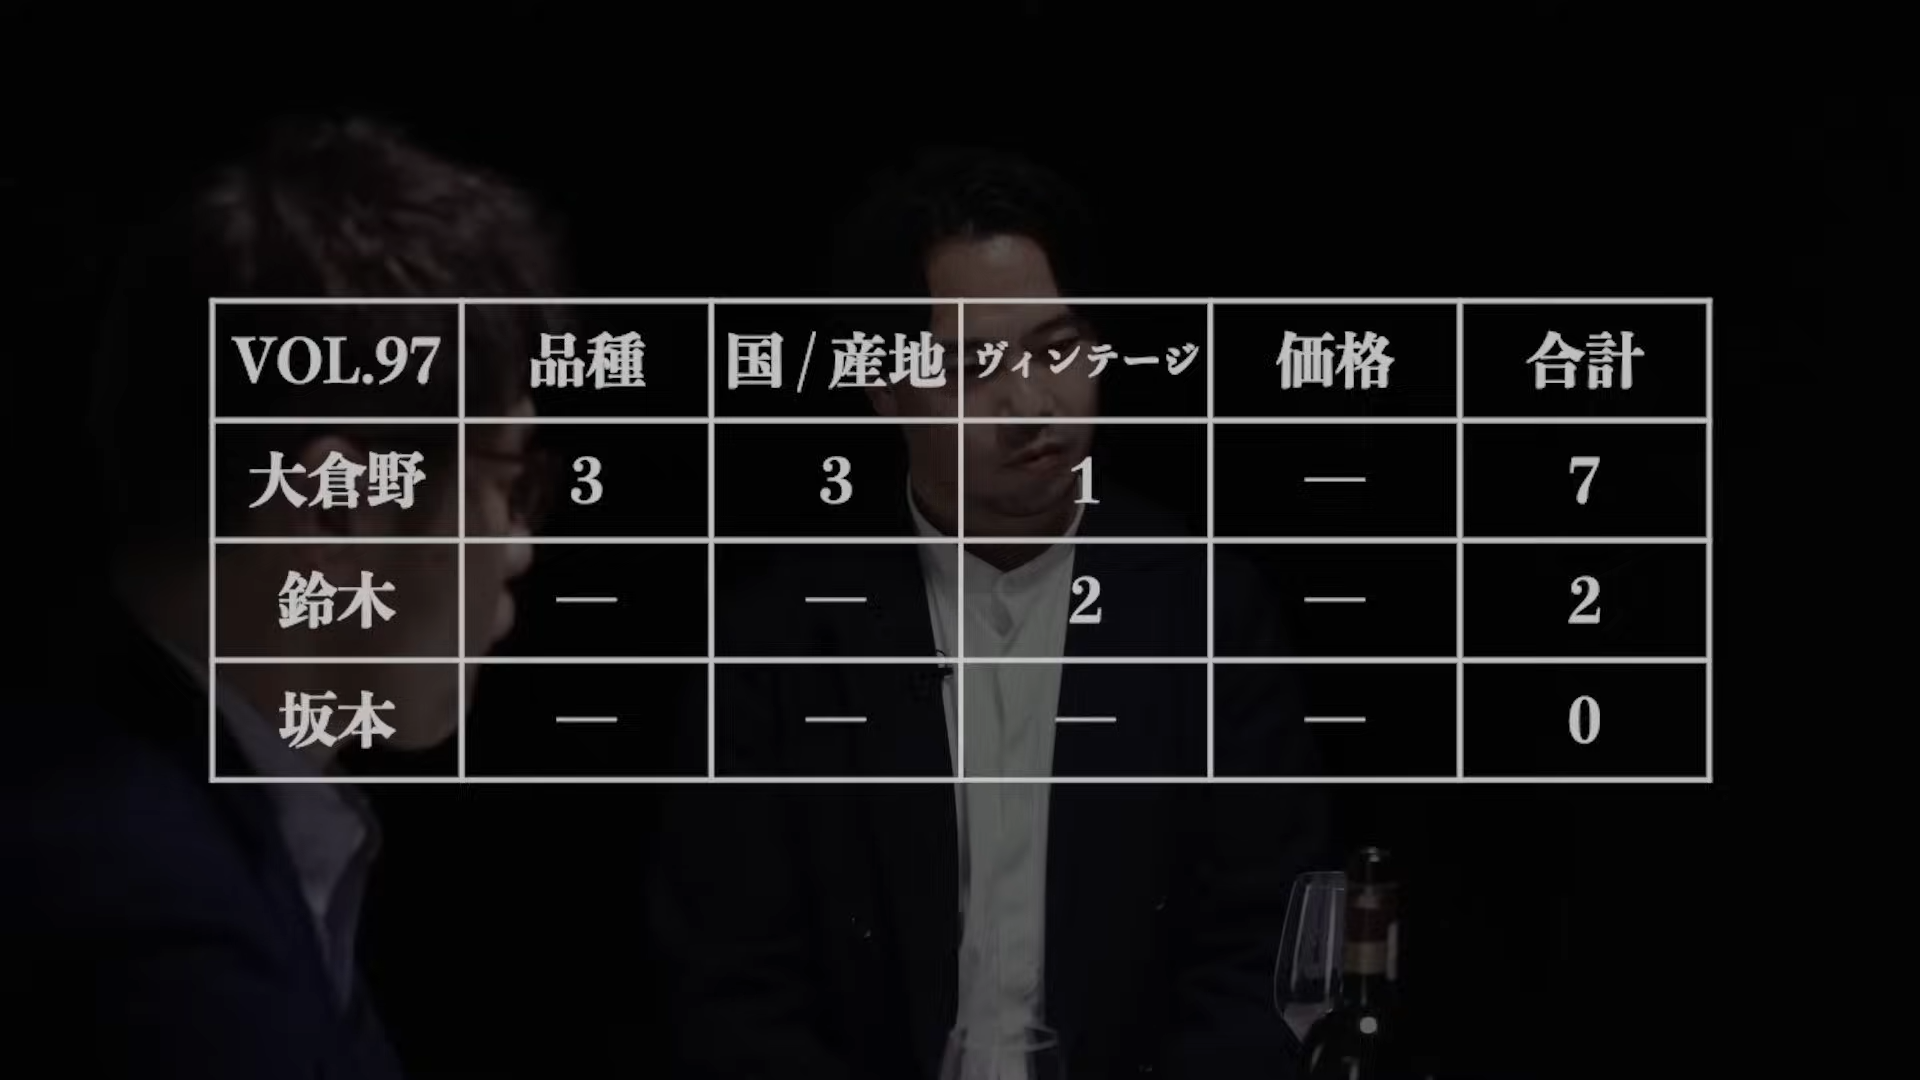 VOL.97 品種 国/産地 ヴィンテージ 価格 合計
大倉野 3 3 1 — 7
鈴木 — — 2 — 2
坂本 — — — — 0